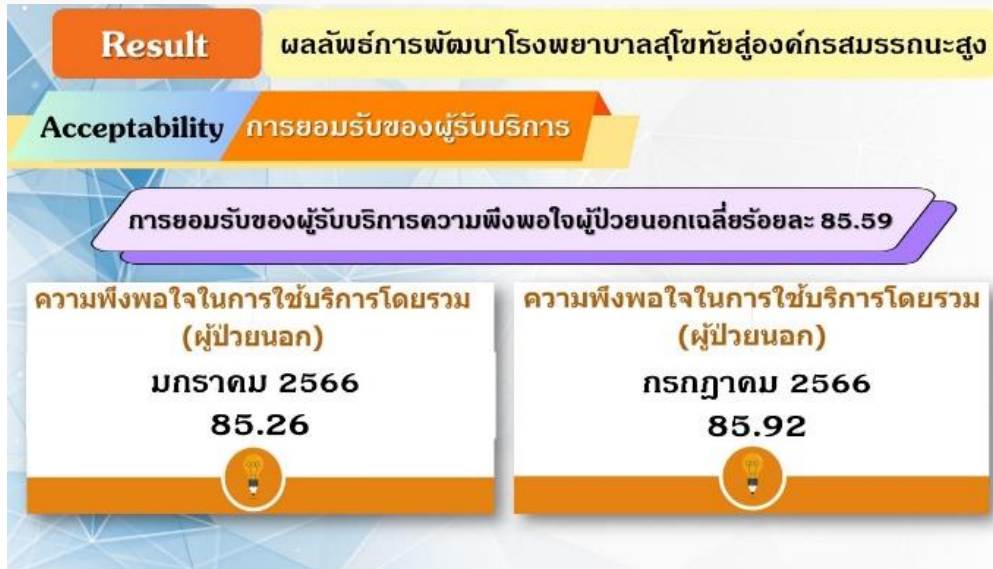 Result
ผลลัพธ์การพัฒนาโรงพยาบาลสุโขทัยสู่องค์กรสมรรถนะสูง
Acceptability การยอมรับของผู้รับบริการ
การยอมรับของผู้รับบริการความพึงพอใจผู้ป่วยนอกเฉลี่ยร้อยละ 85.59
ความพึงพอใจในการใช้บริการโดยรวม
(ผู้ป่วยนอก)
มกราคม 2566
85.26
ความพึงพอใจในการใช้บริการโดยรวม
(ผู้ป่วยนอก)
กรกฎาคม 2566
85.92